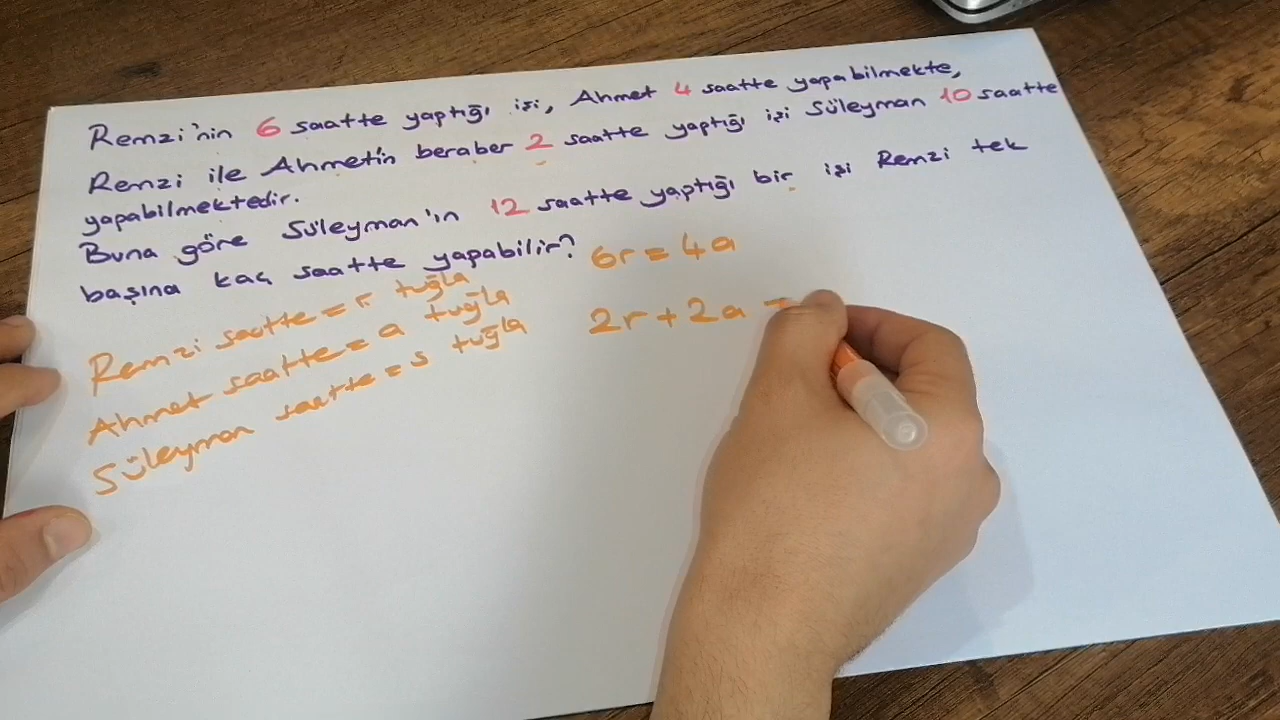 Remzi'nin 6 saatte yaptığı işi, Ahmet 4 saatte yapabilmekte,
Remzi ile Ahmet'in beraber 2 saatte yaptığı işi Süleyman 10 saatte
yapabilmektedir.
Buna göre Süleyman'ın 12 saatte yaptığı bir işi Remzi tek
başına kaç saatte yapabilir?
6r = 4a
Remzi saatte = r tuğla
Ahmet saatte = a tuğla
Süleyman saatte = s tuğla
2r + 2a =